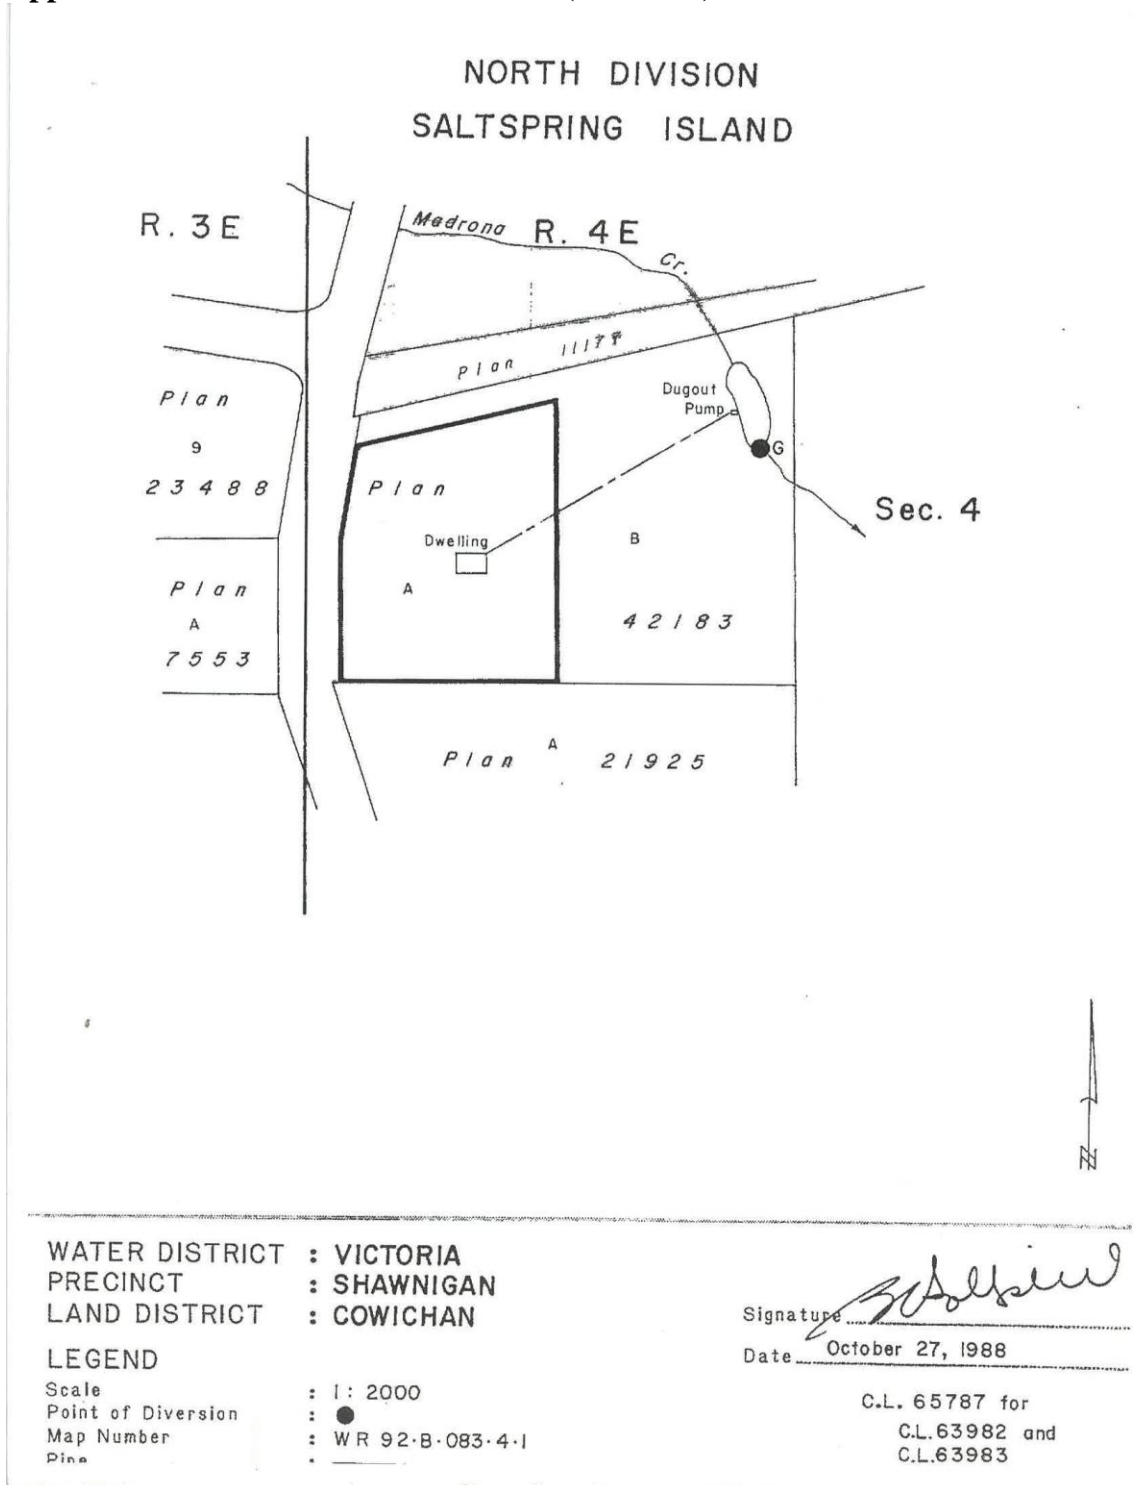 NORTH DIVISION
SALTSPRING ISLAND
R. 3E
Madrona
R. 4E
Cr.
Plan 11177
Plan
9
23488
Dugout
Pump
G
Plan
Sec. 4
Dwelling
B
Plan
A
A
42183
7553
Plan A 21925
N
WATER DISTRICT : VICTORIA
PRECINCT : SHAWNIGAN
LAND DISTRICT : COWICHAN
Signature
Date October 27, 1988
LEGEND
Scale : 1: 2000
Point of Diversion : ●
Map Number : WR 92·B·083·4·1
C.L. 65787 for
C.L.63982 and
C.L.63983